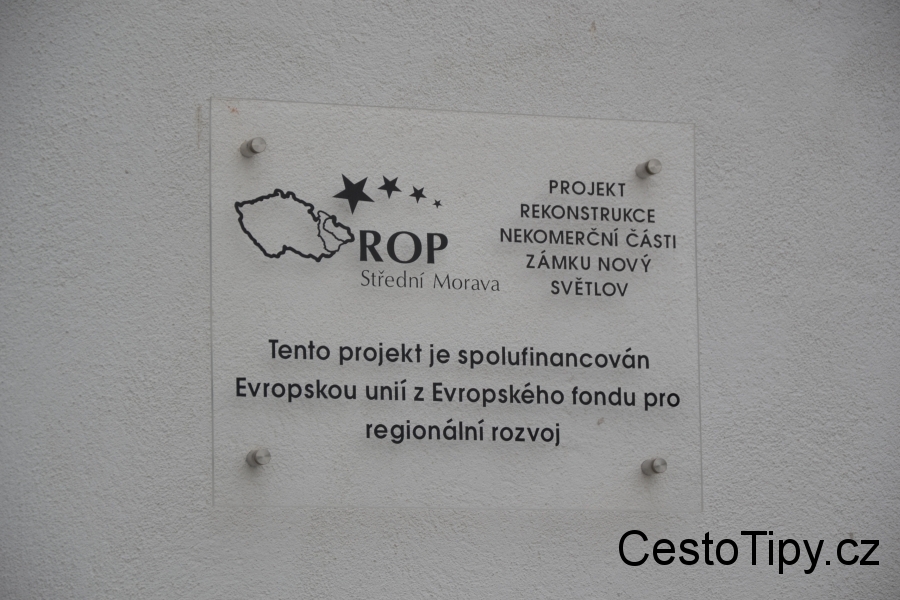 ROP
Střední Morava
PROJEKT
REKONSTRUKCE
NEKOMERČNÍ ČÁSTI
ZÁMKU NOVÝ
SVĚTLOV
Tento projekt je spolufinancován
Evropskou unií z Evropského fondu pro
regionální rozvoj
CestoTipy.cz